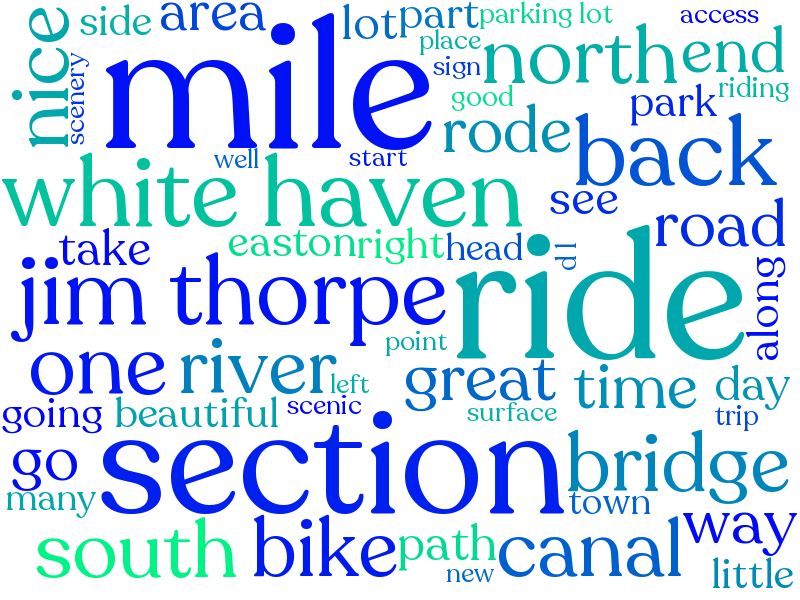 nice
side
area
lot
part
parking lot
access
scenery
mile
place
sign
north
end
good
riding
park
rode
back
well
start
white haven
see
road
take
easton
right
head
d1
along
jim thorpe
ride
point
one
river
left
great
time
day
going
beautiful
scenic
surface
trip
go
section
bridge
many
town
way
south
bike
path
canal
new
little